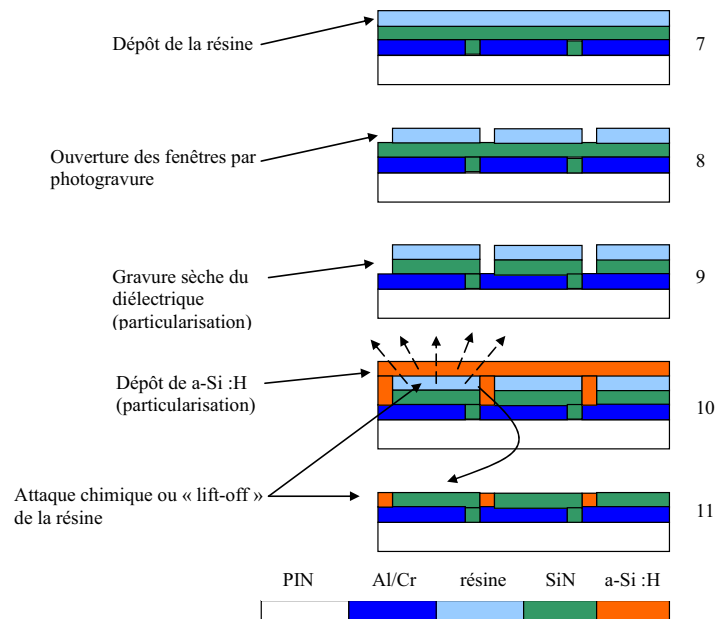 Dépôt de la résine
7
Ouverture des fenêtres par
photogravure
8
Gravure sèche du
diélectrique
(particularisation)
9
Dépôt de a-Si :H
(particularisation)
10
Attaque chimique ou « lift-off »
de la résine
11
PIN Al/Cr résine SiN a-Si :H